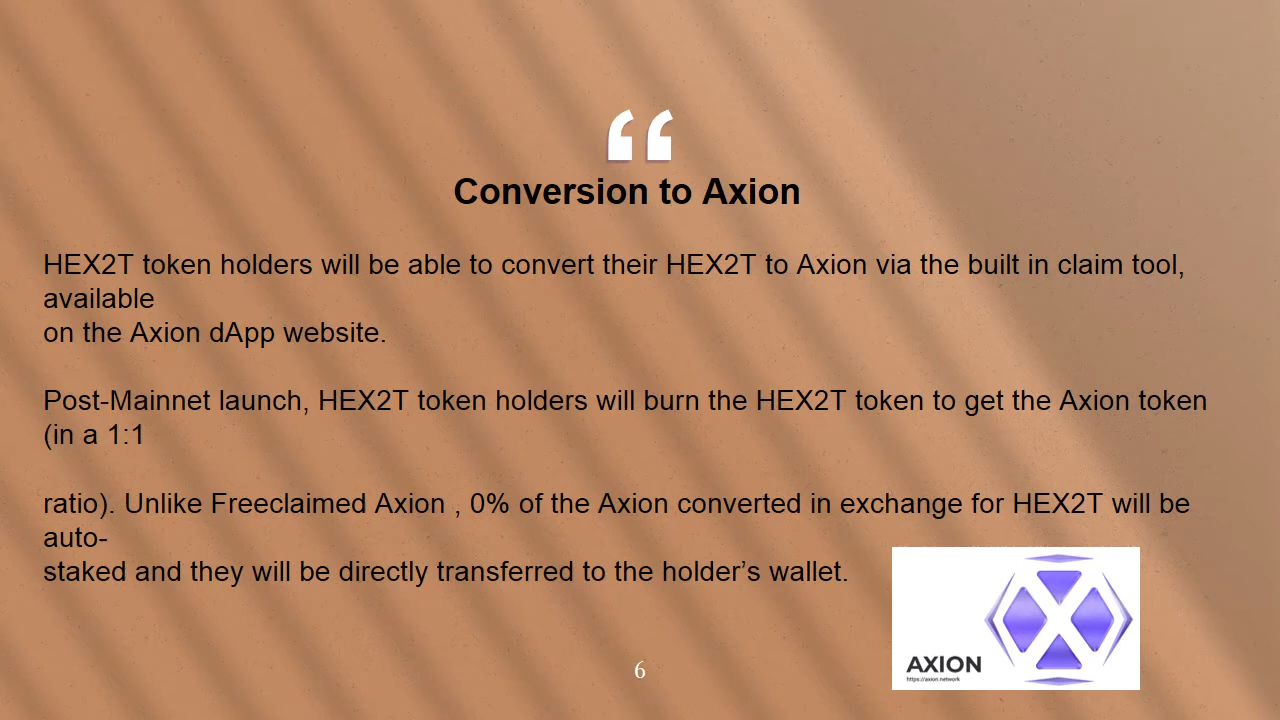 “
Conversion to Axion
HEX2T token holders will be able to convert their HEX2T to Axion via the built in claim tool,
available
on the Axion dApp website.
Post-Mainnet launch, HEX2T token holders will burn the HEX2T token to get the Axion token
(in a 1:1
ratio). Unlike Freeclaimed Axion , 0% of the Axion converted in exchange for HEX2T will be
auto-
staked and they will be directly transferred to the holder’s wallet.
AXION
https://axion.network
6